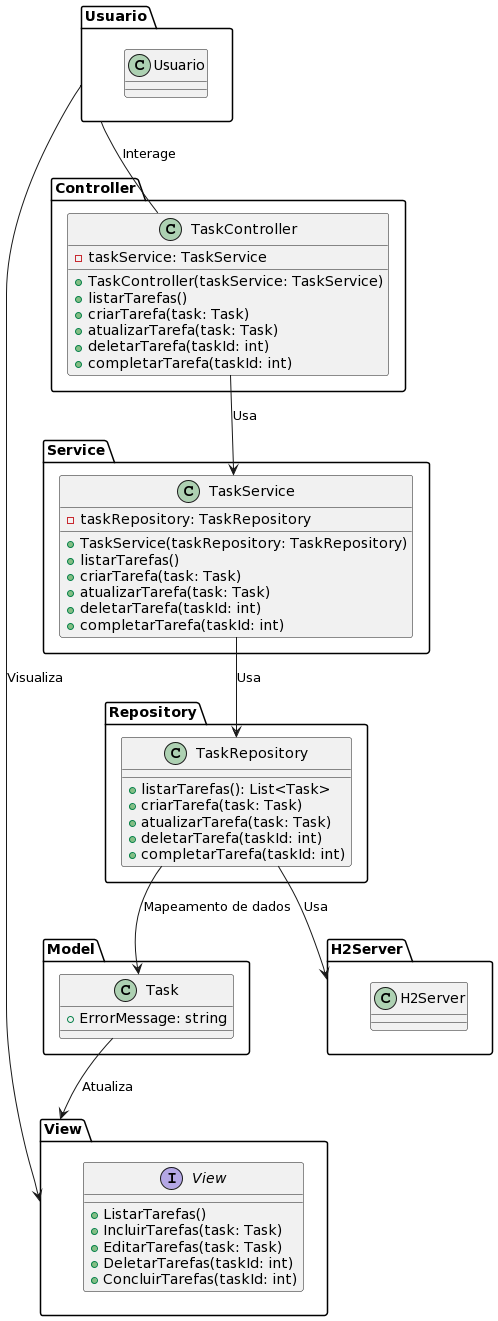 Usuario
C Usuario
Interage
Controller
C TaskController
taskService: TaskService
TaskController(taskService: TaskService)
listarTarefas()
criarTarefa(task: Task)
atualizarTarefa(task: Task)
deletarTarefa(taskId: int)
completarTarefa(taskId: int)
Usa
Service
C TaskService
taskRepository: TaskRepository
TaskService(taskRepository: TaskRepository)
listarTarefas()
criarTarefa(task: Task)
atualizarTarefa(task: Task)
deletarTarefa(taskId: int)
completarTarefa(taskId: int)
Visualiza
Usa
Repository
C TaskRepository
listarTarefas(): List<Task>
criarTarefa(task: Task)
atualizarTarefa(task: Task)
deletarTarefa(taskId: int)
completarTarefa(taskId: int)
Mapeamento de dados
Usa
Model
C Task
ErrorMessage: string
H2Server
C H2Server
Atualiza
View
I View
ListarTarefas()
IncluirTarefas(task: Task)
EditarTarefas(task: Task)
DeletarTarefas(taskId: int)
ConcluirTarefas(taskId: int)